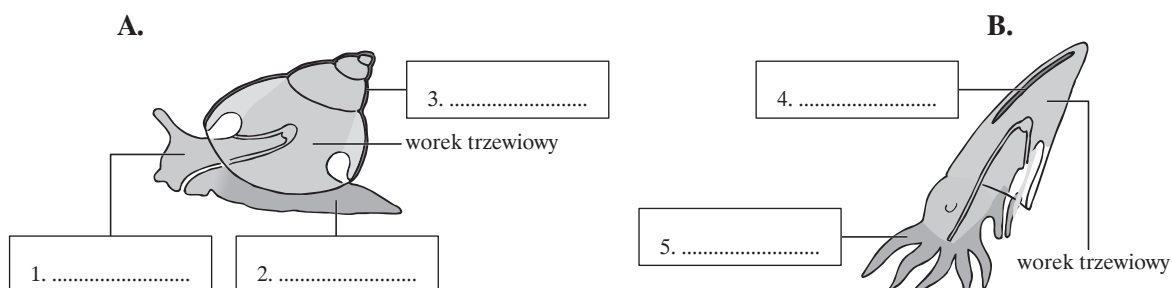 A.
B.
3. ..........................
4. ..........................
worek trzewiowy
5. ..........................
worek trzewiowy
1. ..........................
2. ..........................